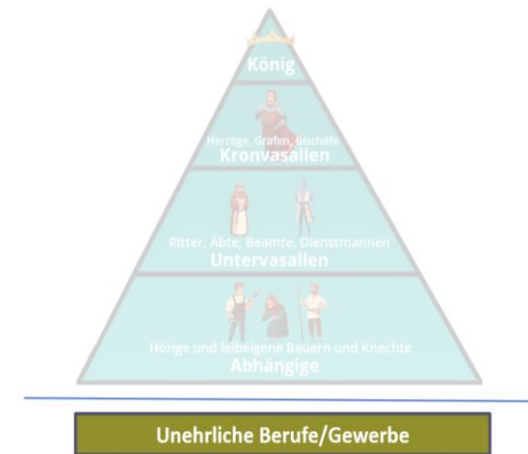 König
Herzöge, Grafen, Bischöfe
Kronvasallen
Ritter, Äbte, Beamte, Dienstmannen
Untervasallen
Hörige und leibeigene Bauern und Knechte
Abhängige
Unehrliche Berufe/Gewerbe